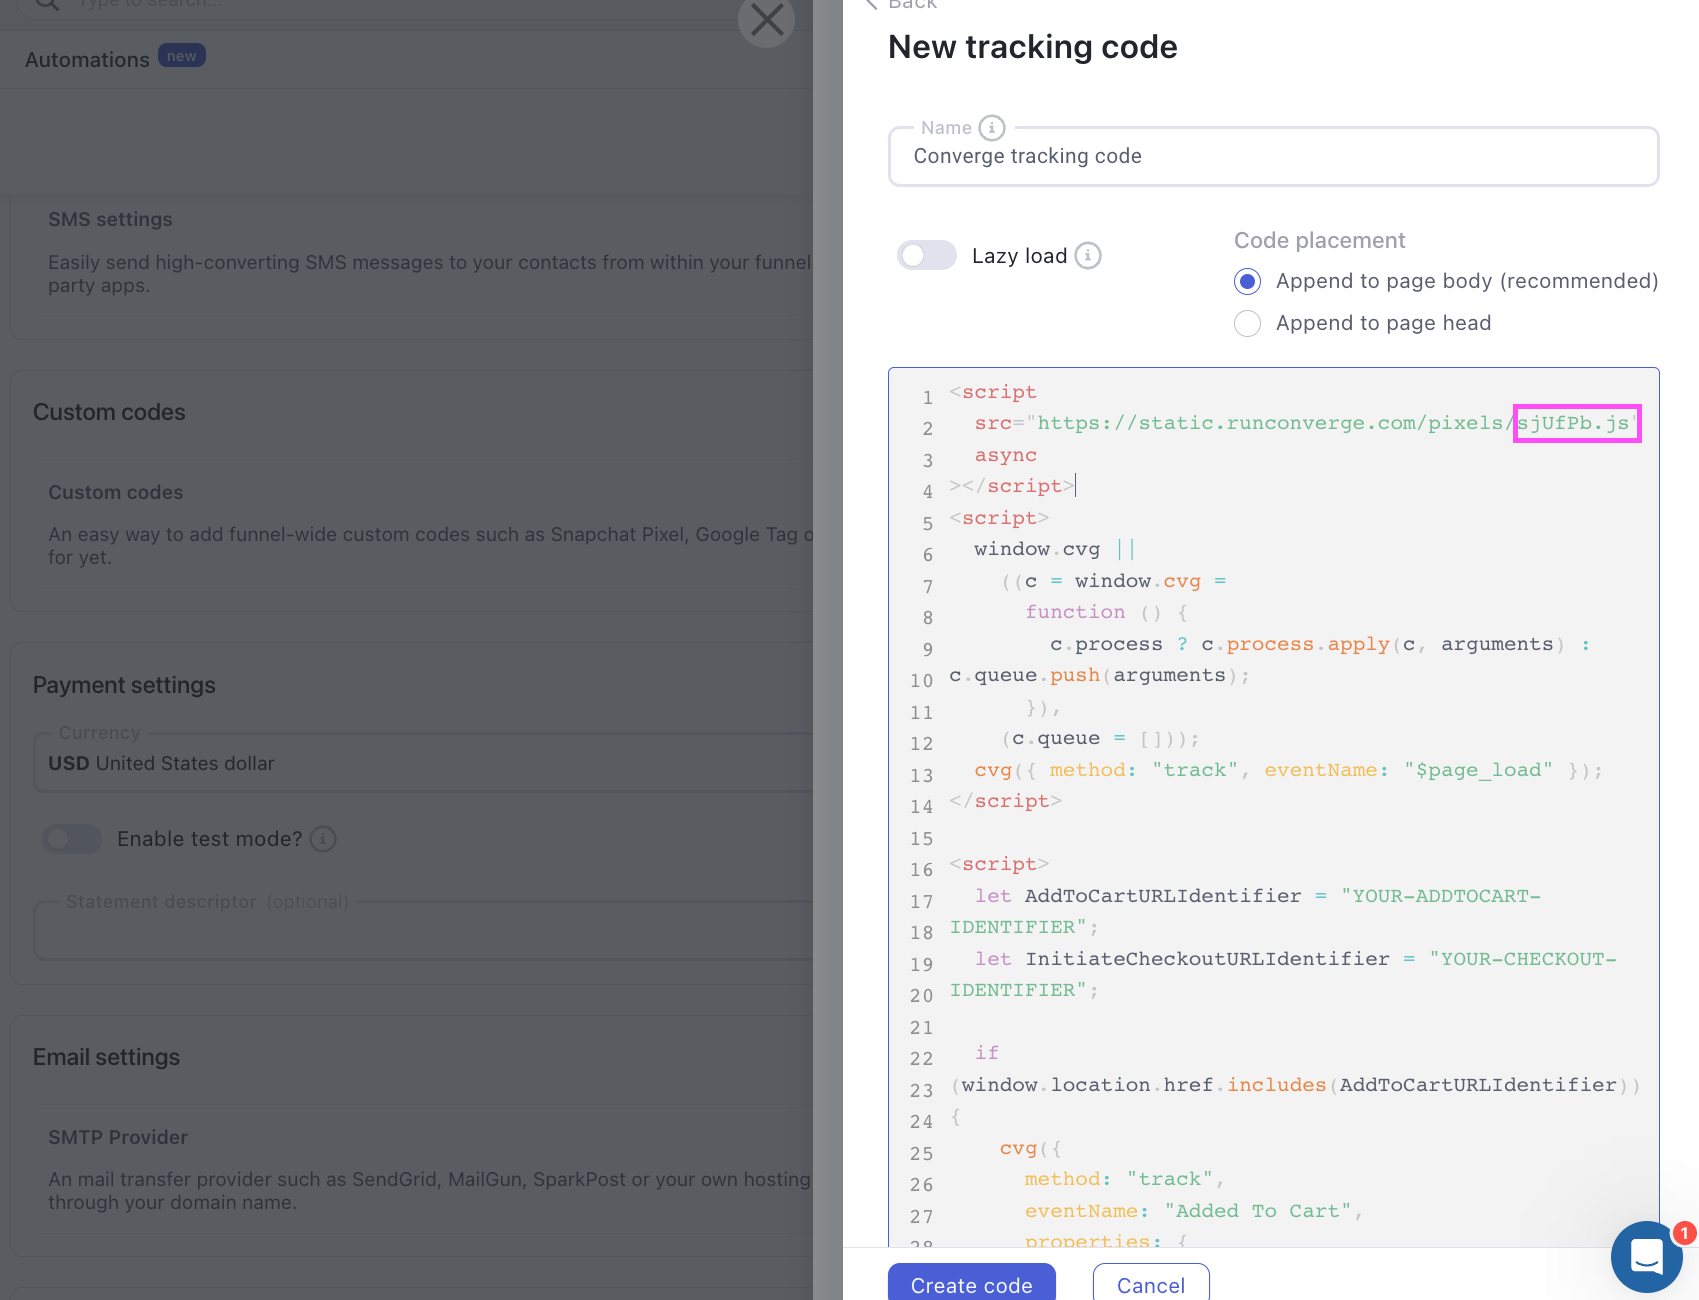 Type to search...
Automations new
SMS settings
Easily send high-converting SMS messages to your contacts from within your funnel
party apps.
Custom codes
Custom codes
An easy way to add funnel-wide custom codes such as Snapchat Pixel, Google Tag o
for yet.
Payment settings
Currency
USD United States dollar
Enable test mode?
Statement descriptor (optional)
Email settings
SMTP Provider
An mail transfer provider such as SendGrid, MailGun, SparkPost or your own hosting
through your domain name.
Back
New tracking code
Name
Converge tracking code
Lazy load
Code placement
Append to page body (recommended)
Append to page head
1 <script
2   src="https://static.runconverge.com/pixels/sjUfPb.js"
3   async
4 ></script>
5 <script>
6   window.cvg ||
7     ((c = window.cvg =
8       function () {
9         c.process ? c.process.apply(c, arguments) :
10 c.queue.push(arguments);
11       }),
12     (c.queue = []));
13   cvg({ method: "track", eventName: "$page_load" });
14 </script>
15
16 <script>
17   let AddToCartURLIdentifier = "YOUR-ADDTOCART-
18 IDENTIFIER";
19   let InitiateCheckoutURLIdentifier = "YOUR-CHECKOUT-
20 IDENTIFIER";
21
22   if
23 (window.location.href.includes(AddToCartURLIdentifier))
24 {
25     cvg({
26       method: "track",
27       eventName: "Added To Cart",
28       properties: {
Create code
Cancel
1